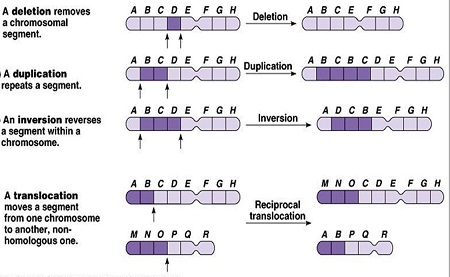 A deletion removes
a chromosomal
segment.
A B C D E F G H
Deletion
A B C E F G H
A duplication
repeats a segment.
A B C D E F G H
Duplication
A B C B C D E F G H
An inversion reverses
a segment within a
chromosome.
A B C D E F G H
Inversion
A D C B E F G H
A translocation
moves a segment
from one chromosome
to another, non-
homologous one.
A B C D E F G H
Reciprocal
translocation
M N O C D E F G H
M N O P Q R
A B P Q R